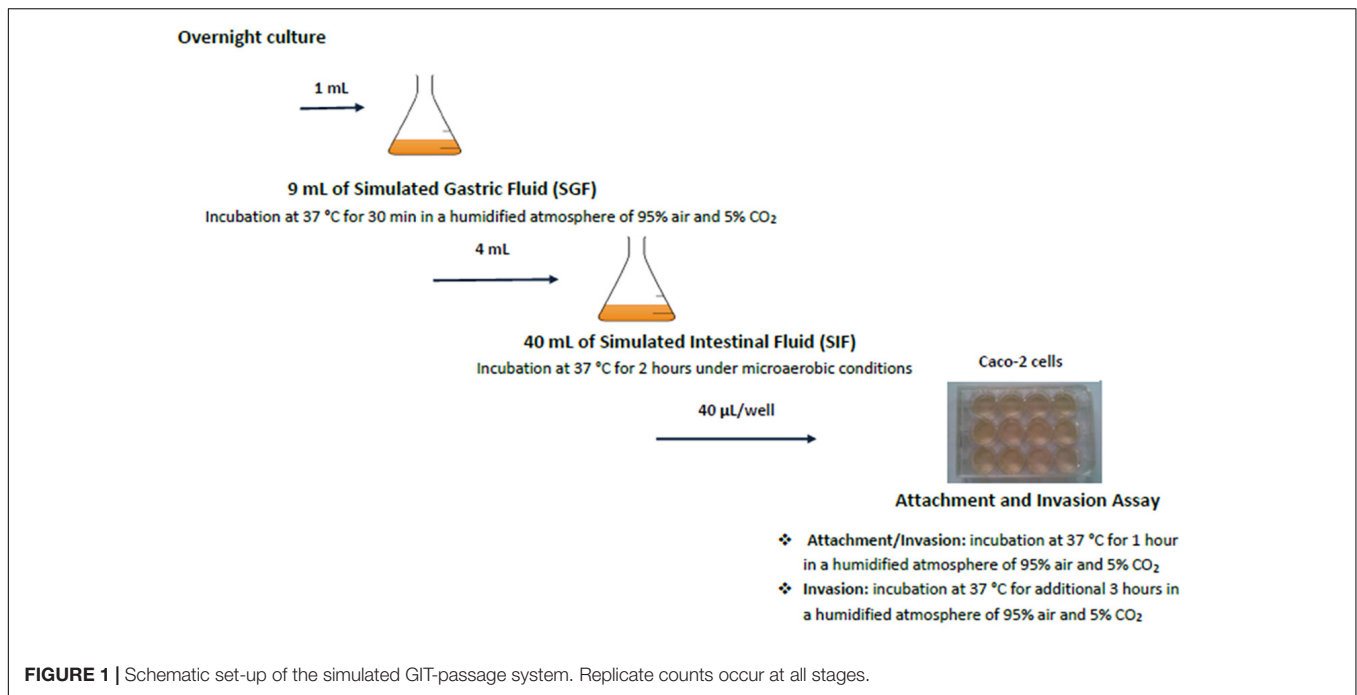 Overnight culture
1 mL
9 mL of Simulated Gastric Fluid (SGF)
Incubation at 37 °C for 30 min in a humidified atmosphere of 95% air and 5% CO₂
4 mL
40 mL of Simulated Intestinal Fluid (SIF)
Incubation at 37 °C for 2 hours under microaerobic conditions
Caco-2 cells
40 µL/well
Attachment and Invasion Assay
❖ Attachment/Invasion: incubation at 37 °C for 1 hour
in a humidified atmosphere of 95% air and 5% CO₂
❖ Invasion: incubation at 37 °C for additional 3 hours in
a humidified atmosphere of 95% air and 5% CO₂
FIGURE 1 | Schematic set-up of the simulated GIT-passage system. Replicate counts occur at all stages.